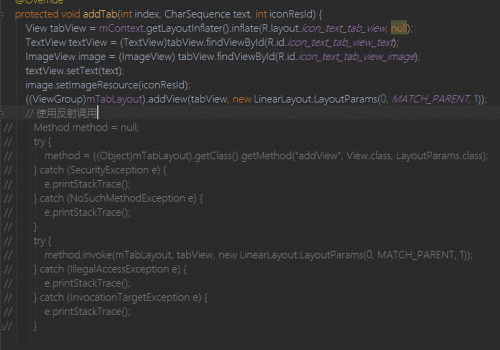 @Override
protected void addTab(int index, CharSequence text, int iconResId) {
View tabView = mContext.getLayoutInflater().inflate(R.layout.icon_text_tab_view, null);
TextView textView = (TextView)tabView.findViewById(R.id.icon_text_tab_view_text);
ImageView image = (ImageView) tabView.findViewById(R.id.icon_text_tab_view_image);
textView.setText(text);
image.setImageResource(iconResId);
((ViewGroup)mTabLayout).addView(tabView, new LinearLayout.LayoutParams(0, MATCH_PARENT, 1));
// 使用反射调用
// Method method = null;
// try {
// method = ((Object)mTabLayout).getClass().getMethod("addView", View.class, LayoutParams.class);
// } catch (SecurityException e) {
// e.printStackTrace();
// } catch (NoSuchMethodException e) {
// e.printStackTrace();
// }
// try {
// method.invoke(mTabLayout, tabView, new LinearLayout.LayoutParams(0, MATCH_PARENT, 1));
// } catch (IllegalAccessException e) {
// e.printStackTrace();
// } catch (InvocationTargetException e) {
// e.printStackTrace();
// }